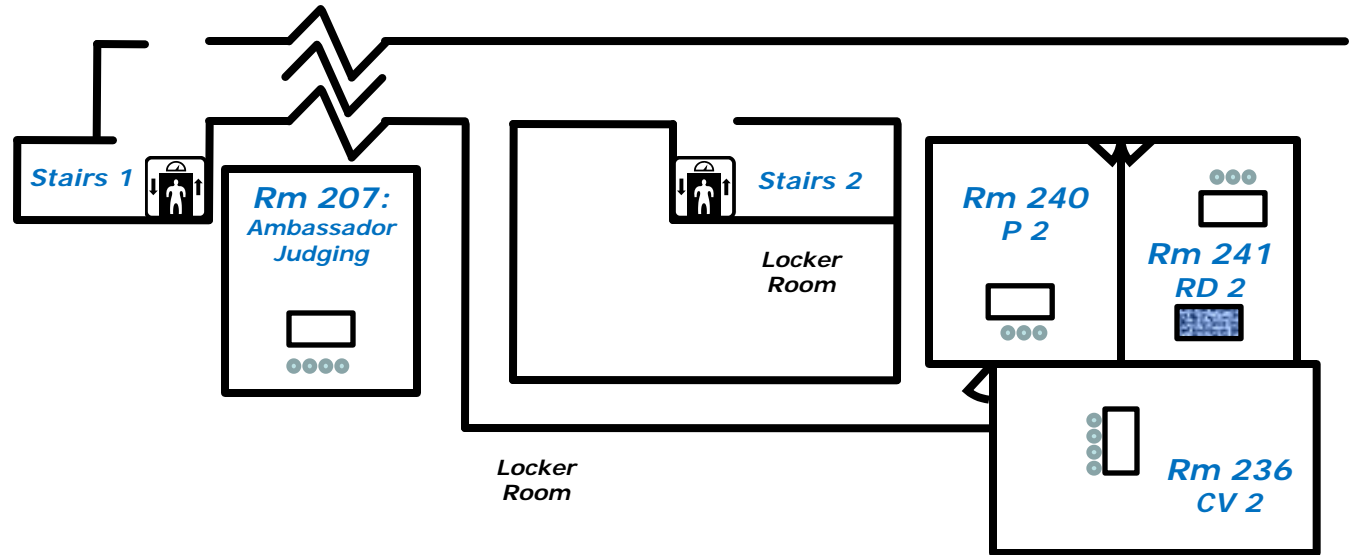 Stairs 1
Rm 207:
Ambassador
Judging
Stairs 2
Locker
Room
Rm 240
P 2
Rm 241
RD 2
Locker
Room
Rm 236
CV 2